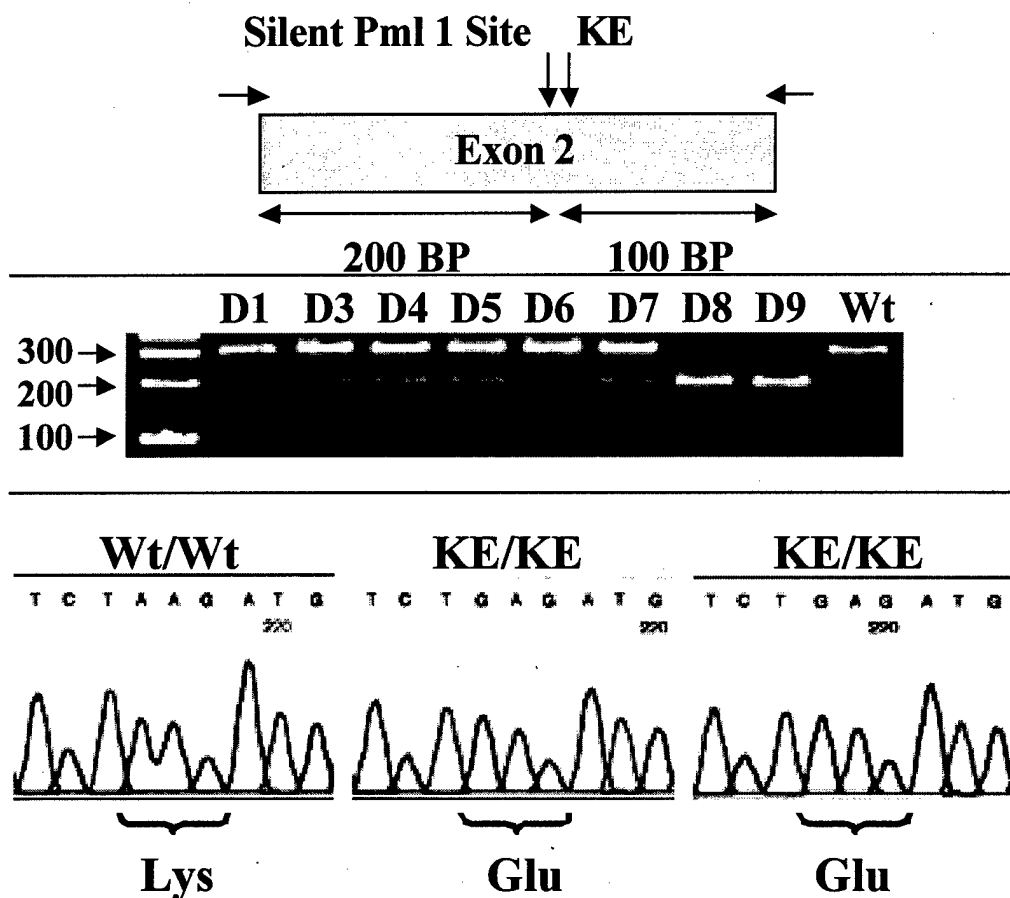 Silent Pml 1 Site KE
Exon 2
200 BP 100 BP
D1 D3 D4 D5 D6 D7 D8 D9 Wt
300
200
100
Wt/Wt KE/KE KE/KE
T C T A A G A T G T C T G A G A T G T C T G A G A T G
220 220 220
Lys Glu Glu